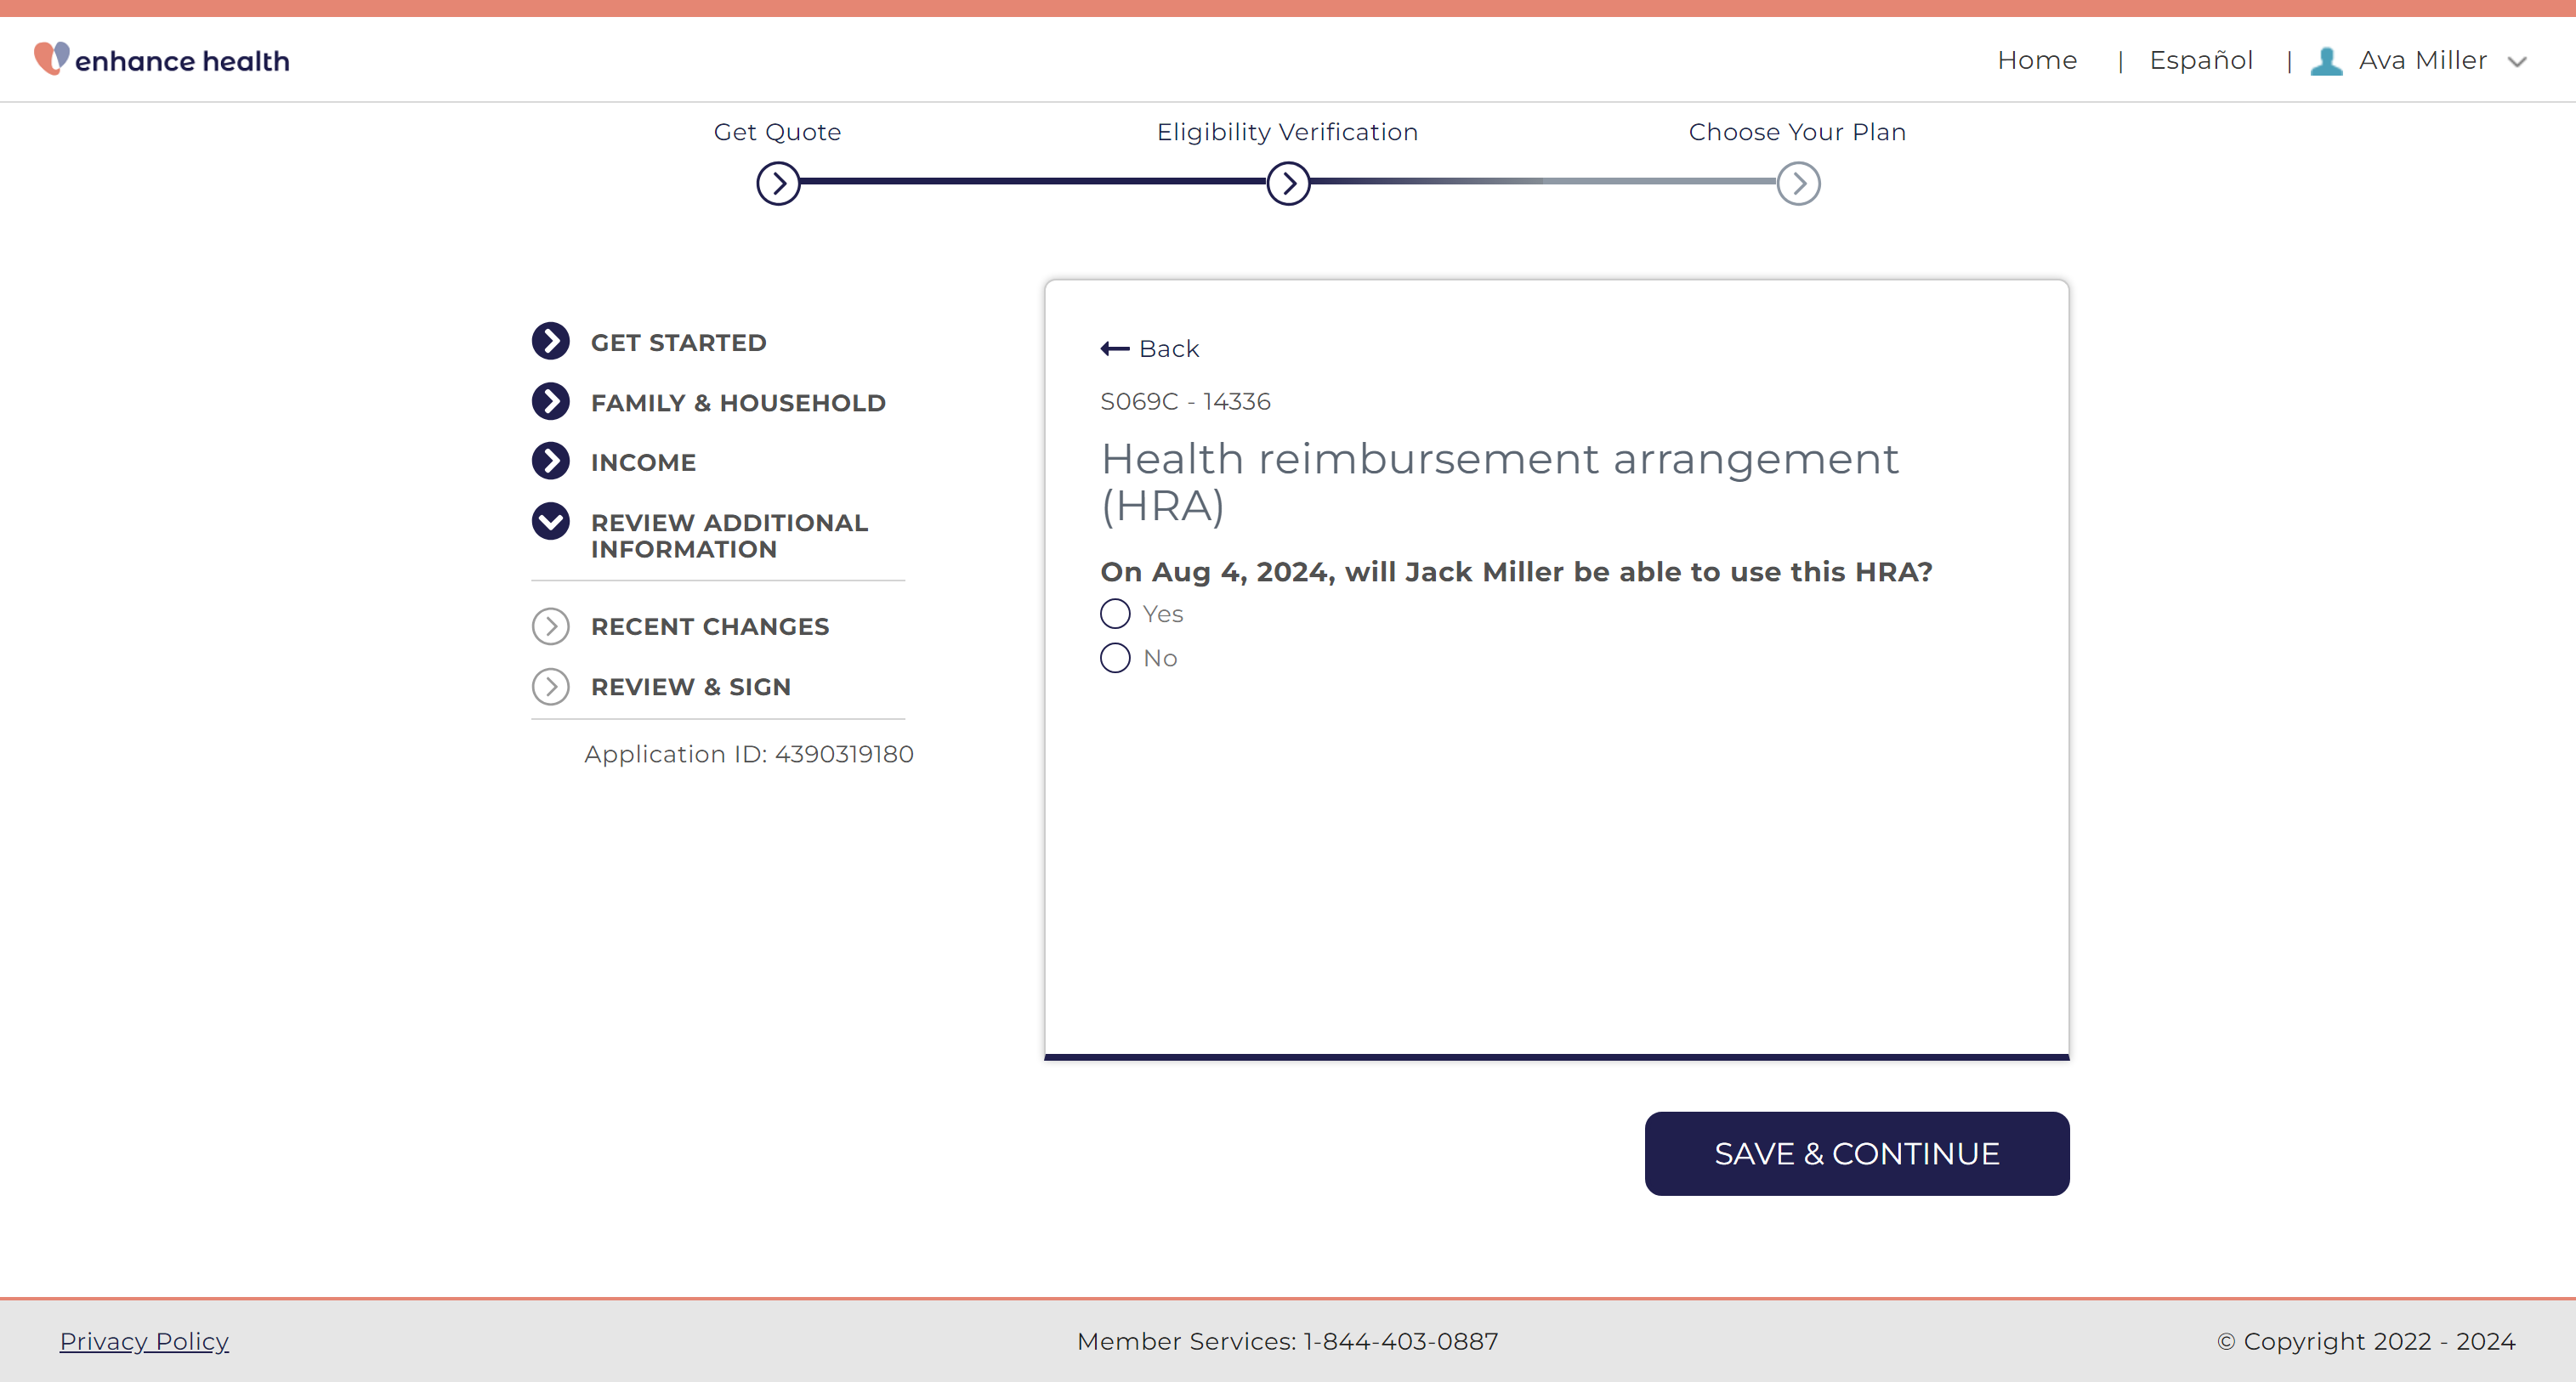 enhance health
Home | Español | Ava Miller
Get Quote
Eligibility Verification
Choose Your Plan
GET STARTED
FAMILY & HOUSEHOLD
INCOME
REVIEW ADDITIONAL
INFORMATION
RECENT CHANGES
REVIEW & SIGN
Application ID: 4390319180
Back
S069C - 14336
Health reimbursement arrangement
(HRA)
On Aug 4, 2024, will Jack Miller be able to use this HRA?
Yes
No
SAVE & CONTINUE
Privacy Policy
Member Services: 1-844-403-0887
© Copyright 2022 - 2024